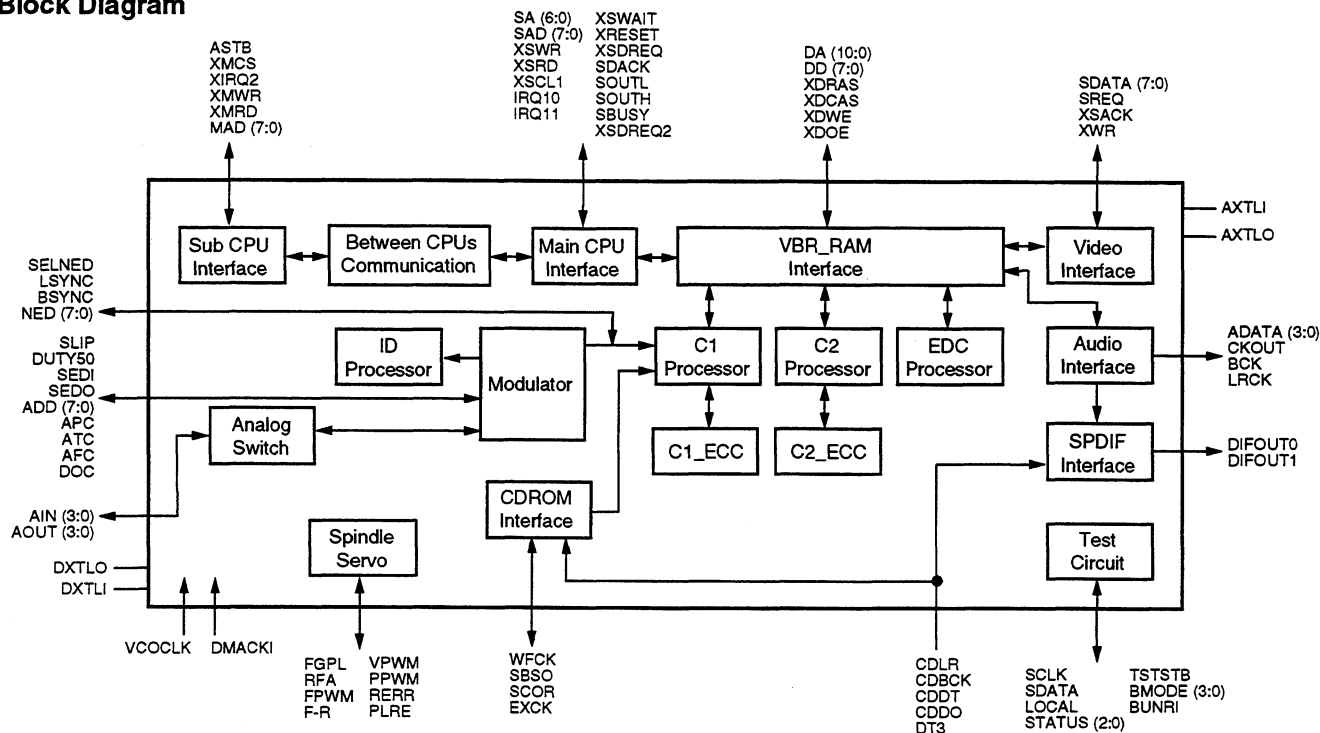 Block Diagram
SA (6:0)
SAD (7:0)
XSWR
XSRD
XSCL1
IRQ10
IRQ11
XSWAIT
XRESET
XSDREQ
SDACK
SOUTL
SOUTH
SBUSY
XSDREQ2
ASTB
XMCS
XIRQ2
XMWR
XMRD
MAD (7:0)
DA (10:0)
DD (7:0)
XDRAS
XDCAS
XDWE
XDOE
SDATA (7:0)
SREQ
XSACK
XWR
AXTLI
AXTLO
Sub CPU
Interface
Between CPUs
Communication
Main CPU
Interface
VBR_RAM
Interface
Video
Interface
SELNED
LSYNC
BSYNC
NED (7:0)
SLIP
DUTY50
SEDI
SEDO
ADD (7:0)
APC
ATC
AFC
DOC
ID
Processor
Modulator
C1
Processor
C2
Processor
EDC
Processor
Audio
Interface
ADATA (3:0)
CKOUT
BCK
LRCK
Analog
Switch
C1_ECC
C2_ECC
SPDIF
Interface
DIFOUT0
DIFOUT1
AIN (3:0)
AOUT (3:0)
CDROM
Interface
Spindle
Servo
Test
Circuit
DXTLO
DXTLI
VCOCLK
DMACKI
FGPL
RFA
FPWM
F-R
VPWM
PPWM
RERR
PLRE
WFCK
SBSO
SCOR
EXCK
CDLR
CDBCK
CDDT
CDDO
DT3
SCLK
SDATA
LOCAL
STATUS (2:0)
TSTSTB
BMODE (3:0)
BUNRI